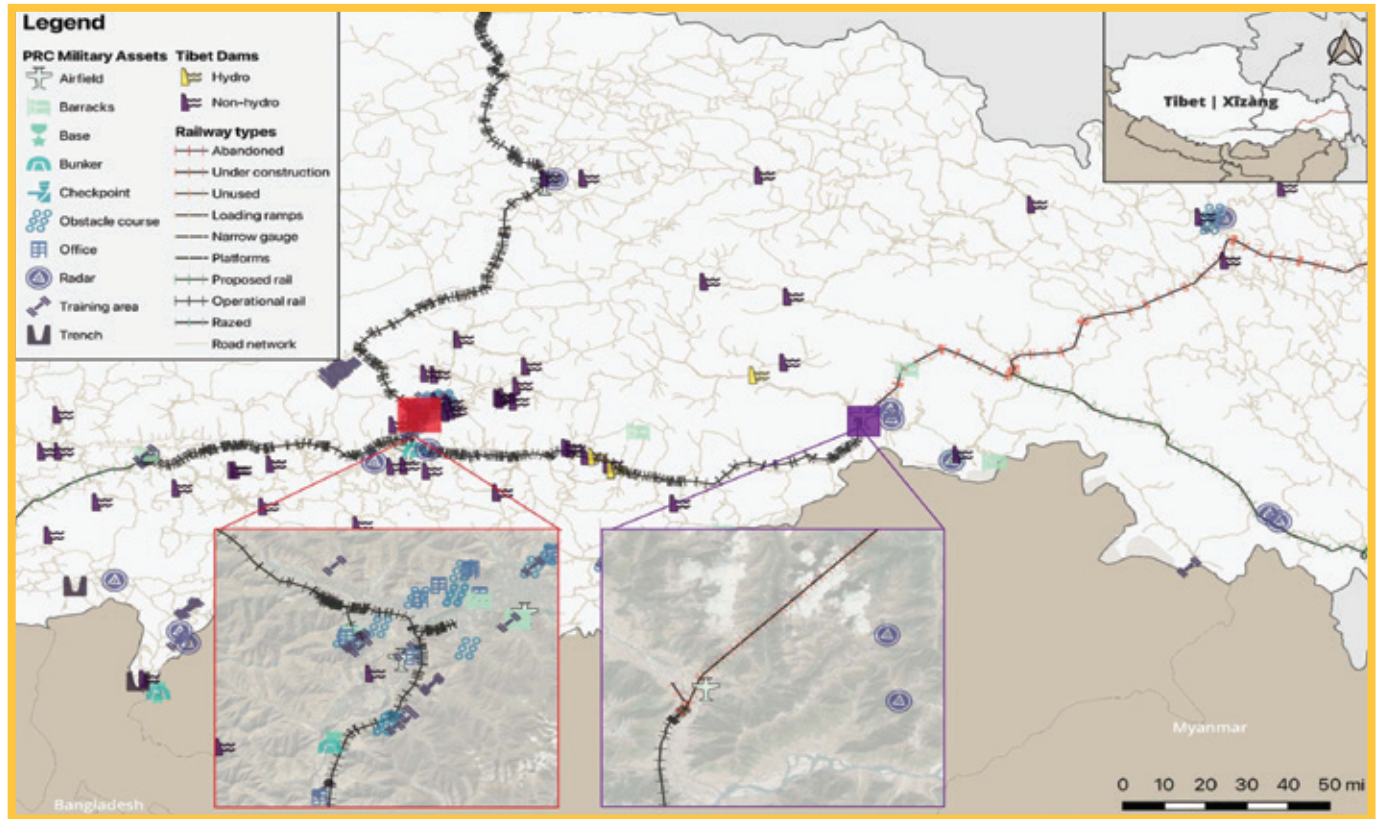 Legend
PRC Military Assets
Airfield
Barracks
Base
Bunker
Checkpoint
Obstacle course
Office
Radar
Training area
Trench
Tibet Dams
Hydro
Non-hydro
Railway types
Abandoned
Under construction
Unused
Loading ramps
Narrow gauge
Platforms
Proposed rail
Operational rail
Razed
Road network
Tibet | Xīzàng
Myanmar
Bangladesh
0 10 20 30 40 50 mi